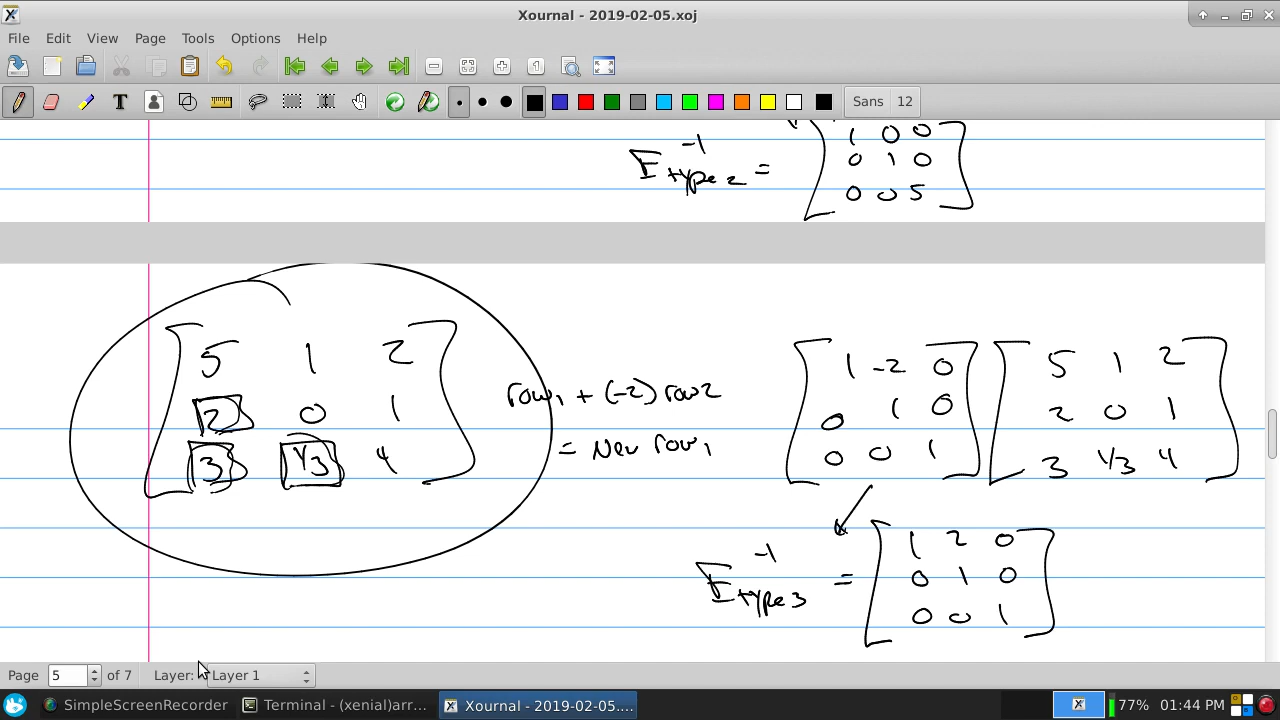 Xournal - 2019-02-05.xoj
File Edit View Page Tools Options Help
Sans 12
1 0 0
E⁻¹ type 2 = 0 1 0
0 0 5
5 1 2
2 0 1
3 1/3 4
row1 + (-2) row2
= New row1
1 -2 0
0 1 0
0 0 1
5 1 2
2 0 1
3 1/3 4
1 2 0
E⁻¹ type 3 = 0 1 0
0 0 1
Page 5 of 7 Layer: Layer 1
SimpleScreenRecorder Terminal - (xenial)arr... Xournal - 2019-02-05.... 77% 01:44 PM